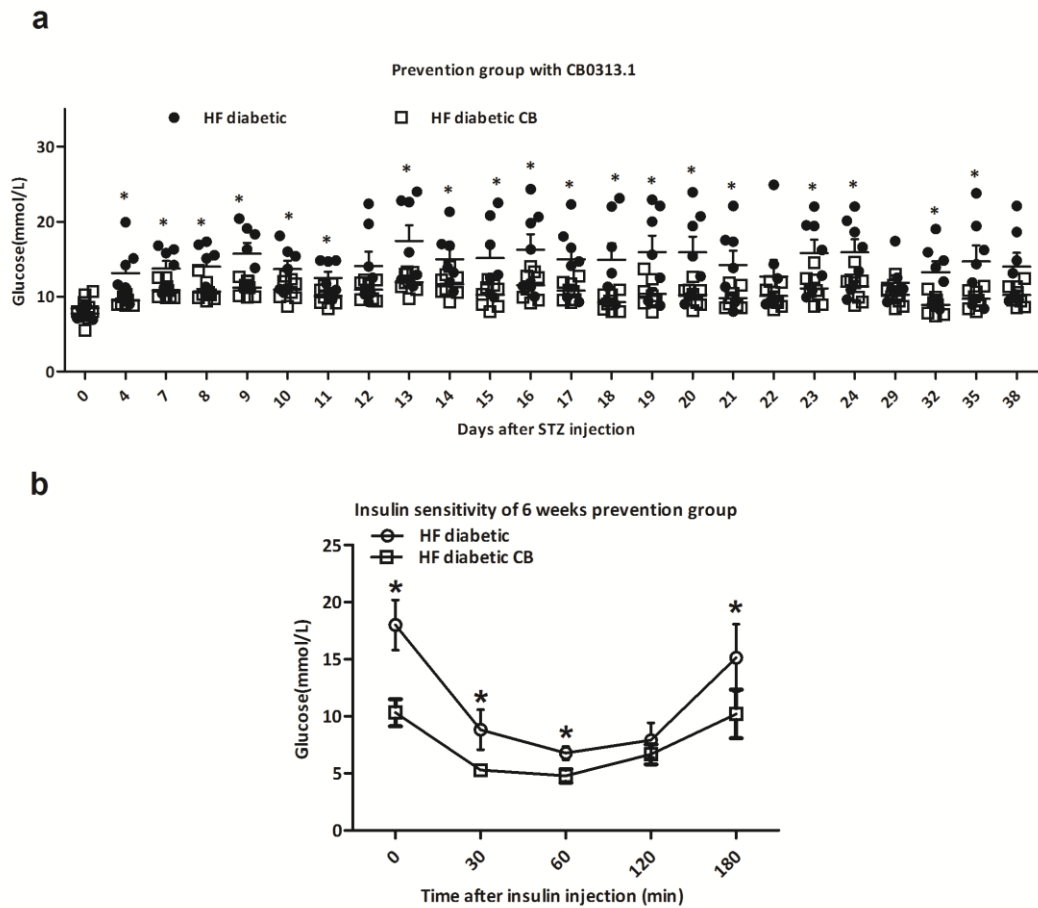 a
Prevention group with CB0313.1
HF diabetic
HF diabetic CB
30
20
10
0
Glucose(mmol/L)
* * * * * * * * * * * * * * * * * * *
0 4 7 8 9 10 11 12 13 14 15 16 17 18 19 20 21 22 23 24 29 32 35 38
Days after STZ injection
b
Insulin sensitivity of 6 weeks prevention group
HF diabetic
HF diabetic CB
25
20
15
10
5
0
Glucose(mmol/L)
* * * *
0 30 60 120 180
Time after insulin injection (min)